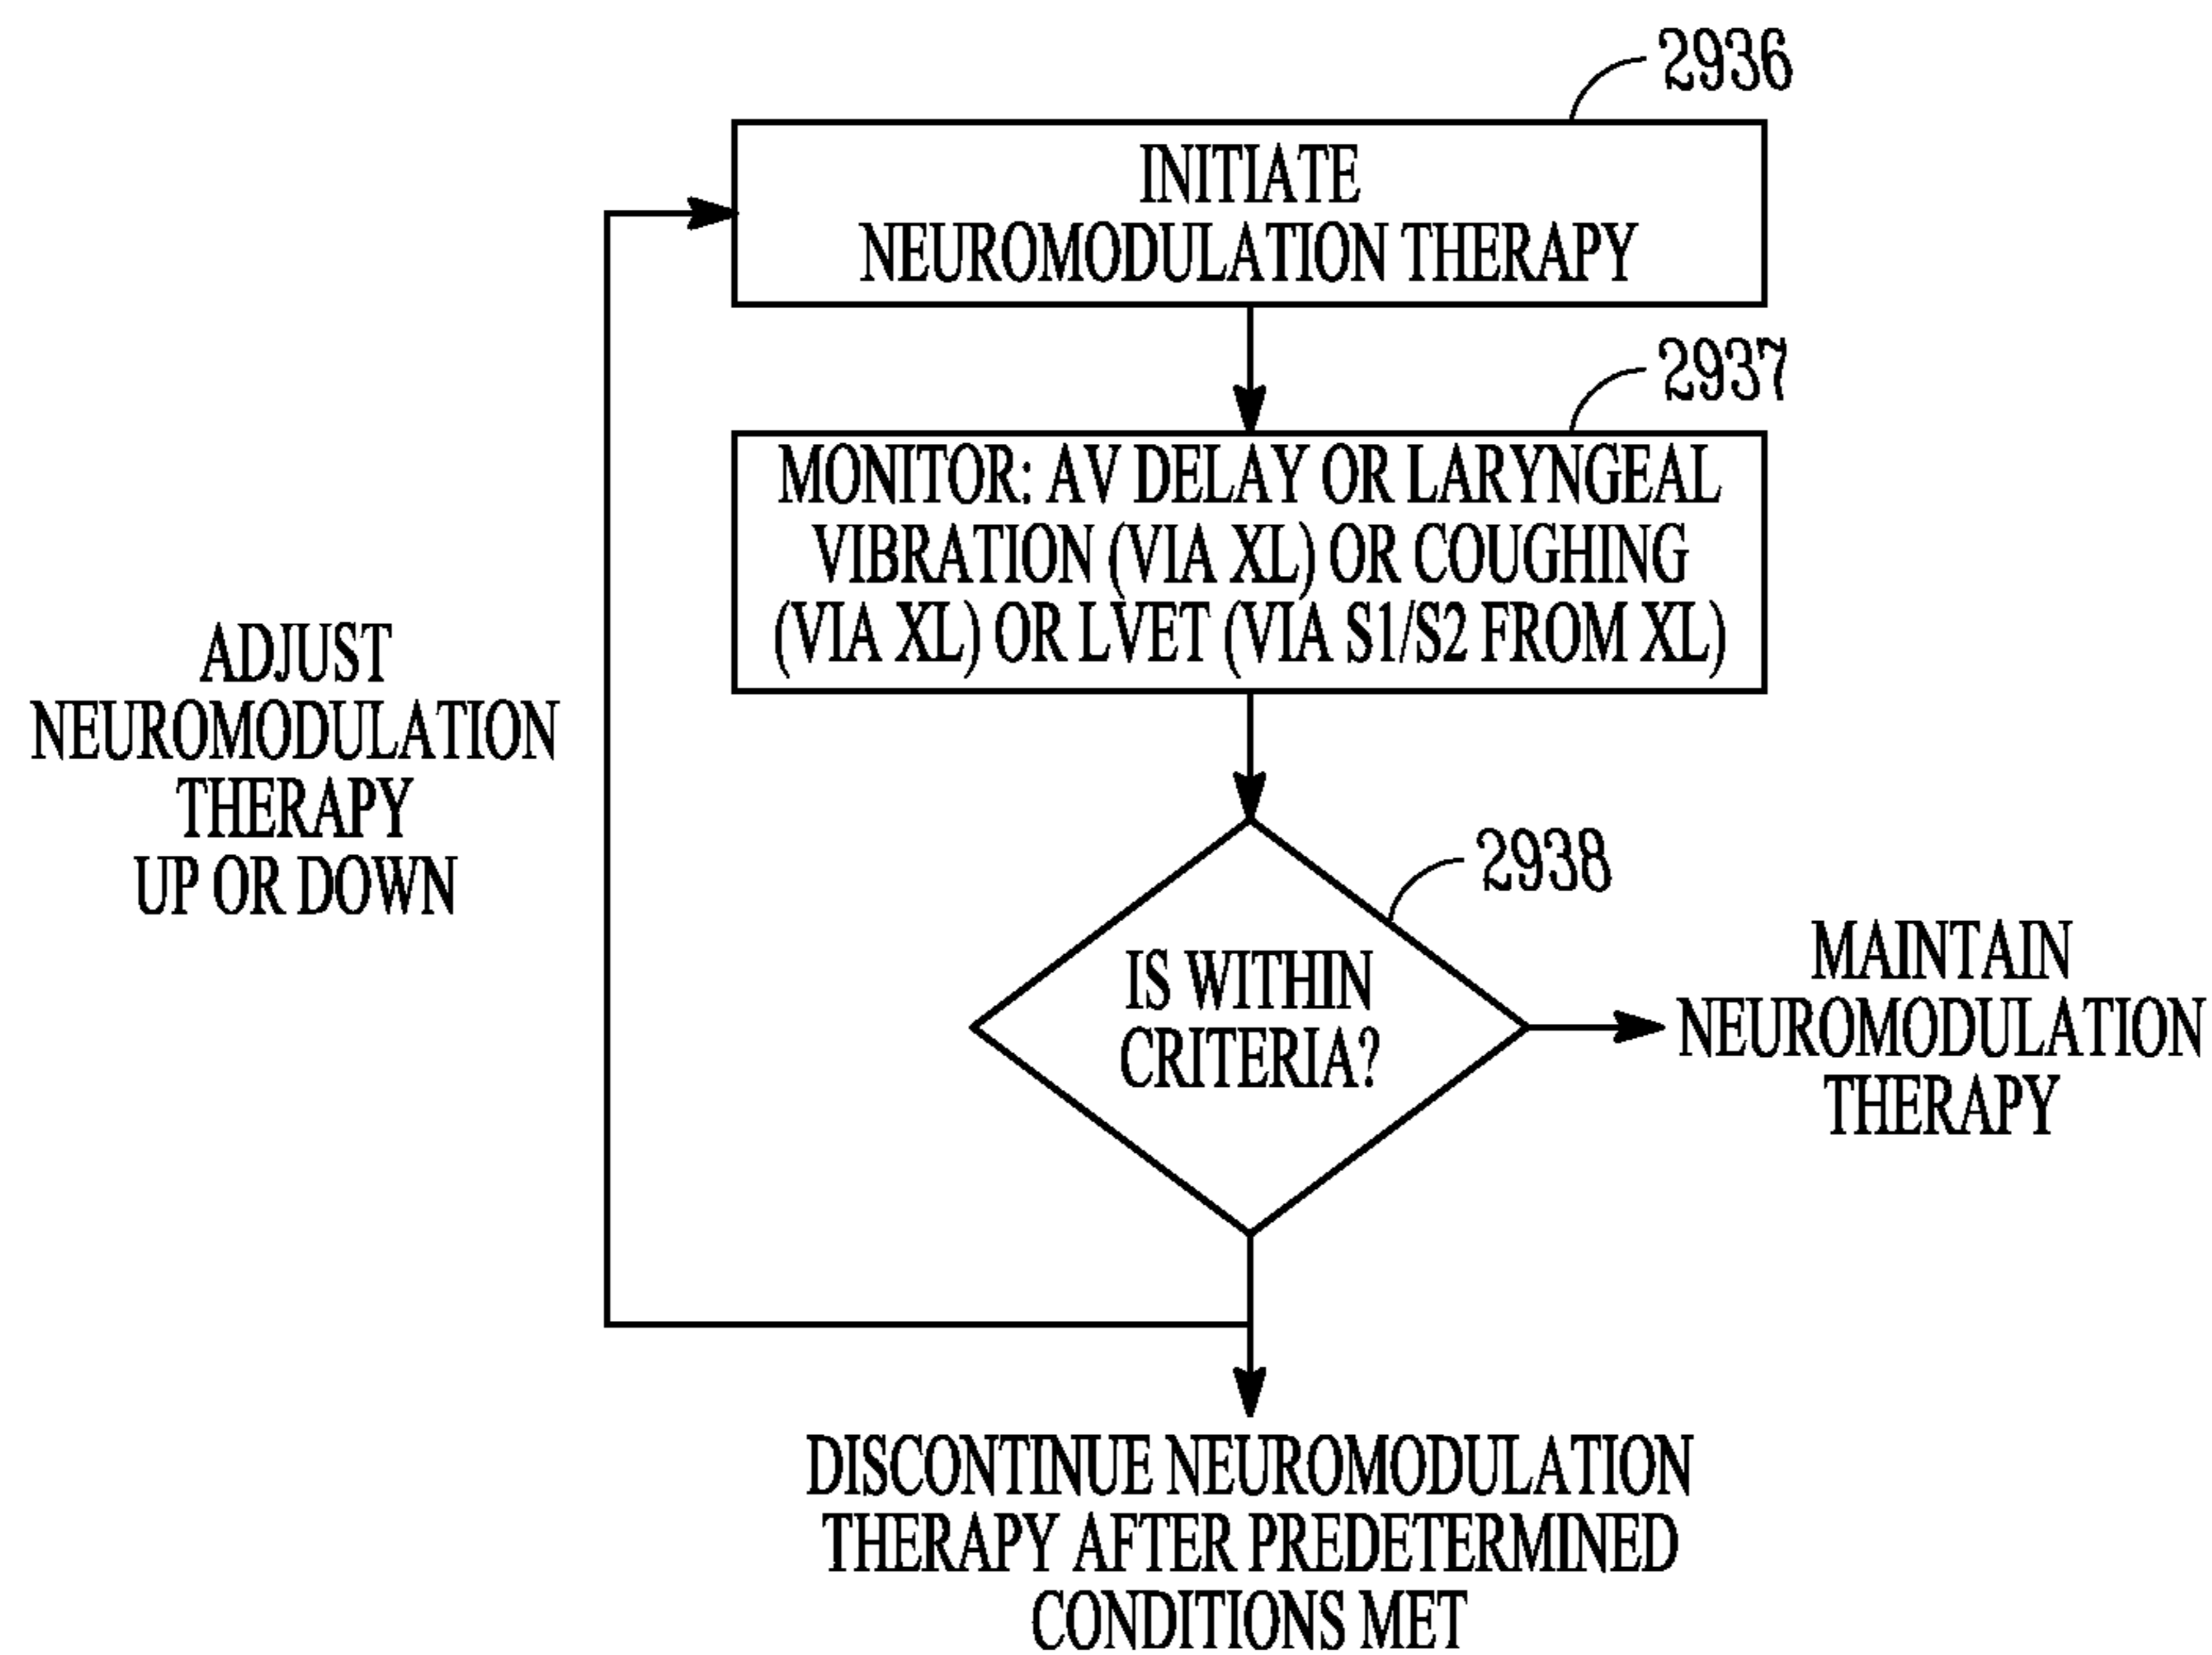 2936
INITIATE
NEUROMODULATION THERAPY
2937
MONITOR: AV DELAY OR LARYNGEAL
VIBRATION (VIA XL) OR COUGHING
(VIA XL) OR LVET (VIA S1/S2 FROM XL)
ADJUST
NEUROMODULATION
THERAPY
UP OR DOWN
2938
IS WITHIN
CRITERIA?
MAINTAIN
NEUROMODULATION
THERAPY
DISCONTINUE NEUROMODULATION
THERAPY AFTER PREDETERMINED
CONDITIONS MET